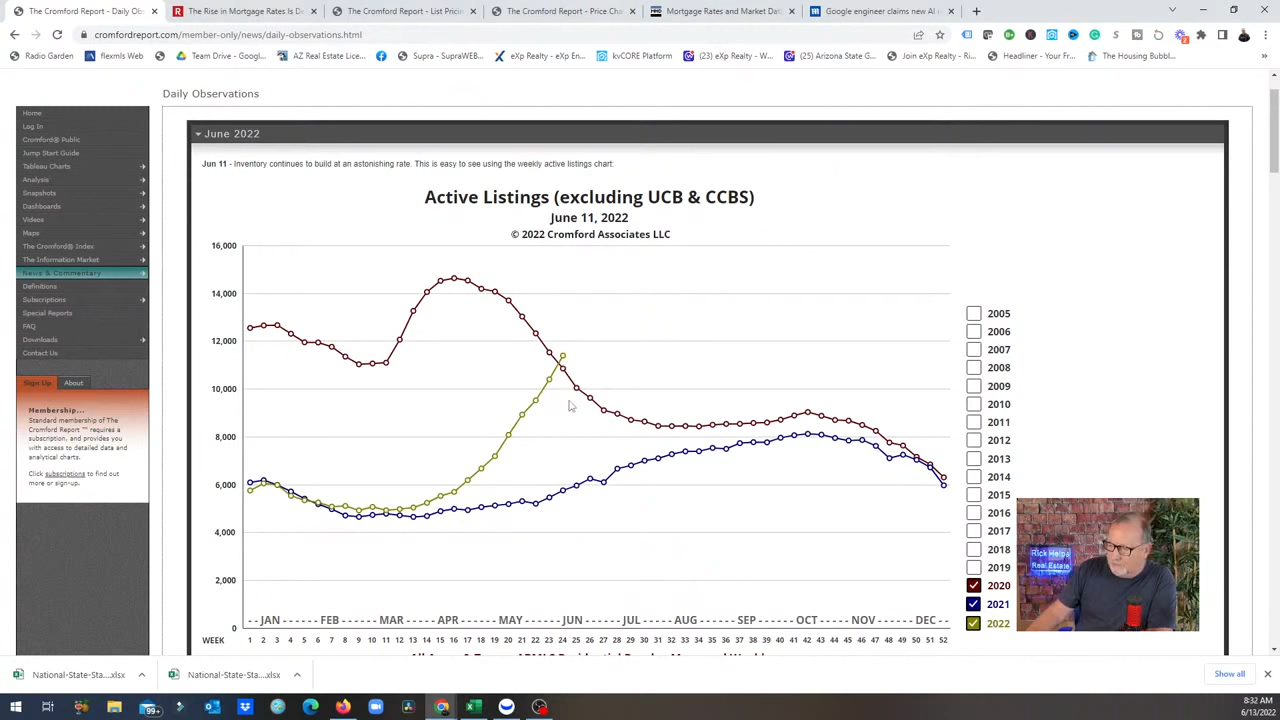 The Cromford Report - Daily Obs
The Rise in Mortgage Rates Is D
The Cromford Report - List Pricin
The Cromford Report - Price Cha
Mortgage Rates and Market Dat
Google engineer claims new AI
cromfordreport.com/member-only/news/daily-observations.html
Radio Garden
flexmls Web
Team Drive - Googl...
AZ Real Estate Lou...
Supra - SupraWEB...
eXp Realty - eXp En...
kvCORE Platform
(23) eXp Realty - W...
(25) Arizona State G...
Join eXp Realty - Ri...
Headliner - Your Fr...
The Housing Bubbl...
Daily Observations
Home
Log In
Cromford® Public
Jump Start Guide
Tableau Charts
Analysis
Snapshots
Dashboards
Videos
Maps
The Cromford® Index
The Information Market
News & Commentary
Definitions
Subscriptions
Special Reports
FAQ
Downloads
Contact Us
Sign Up
About
Membership...
Standard membership of The
Cromford Report ™ requires a
subscription, and provides you
with access to detailed data and
analytical charts.
Click subscriptions to find out
more or sign-up.
June 2022
Jun 11 - Inventory continues to build at an astonishing rate. This is easy to see using the weekly active listings chart:
Active Listings (excluding UCB & CCBS)
June 11, 2022
© 2022 Cromford Associates LLC
16,000
14,000
12,000
10,000
8,000
6,000
4,000
2,000
0
- - JAN - - - - - - FEB - - - - - - MAR - - - - - APR - - - - - - MAY - - - - - - JUN - - - - - - JUL - - - - - AUG - - - - - - SEP - - - - - OCT - - - - - - NOV - - - - - - DEC - -
WEEK 1 2 3 4 5 6 7 8 9 10 11 12 13 14 15 16 17 18 19 20 21 22 23 24 25 26 27 28 29 30 31 32 33 34 35 36 37 38 39 40 41 42 43 44 45 46 47 48 49 50 51 52
2005
2006
2007
2008
2009
2010
2011
2012
2013
2014
2015
2016
2017
2018
2019
2020
2021
2022
Rick Helps
Real Estate
National-State-Sta....xlsx
National-State-Sta....xlsx
Show all
99+
8:32 AM
6/13/2022